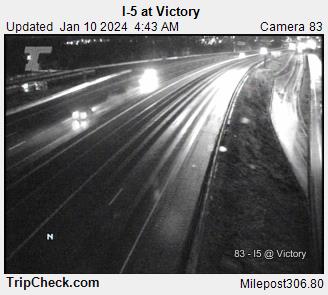 I-5 at Victory
Updated Jan 10 2024 4:43 AM Camera 83
N
83 - I5 @ Victory
TripCheck.com Milepost306.80